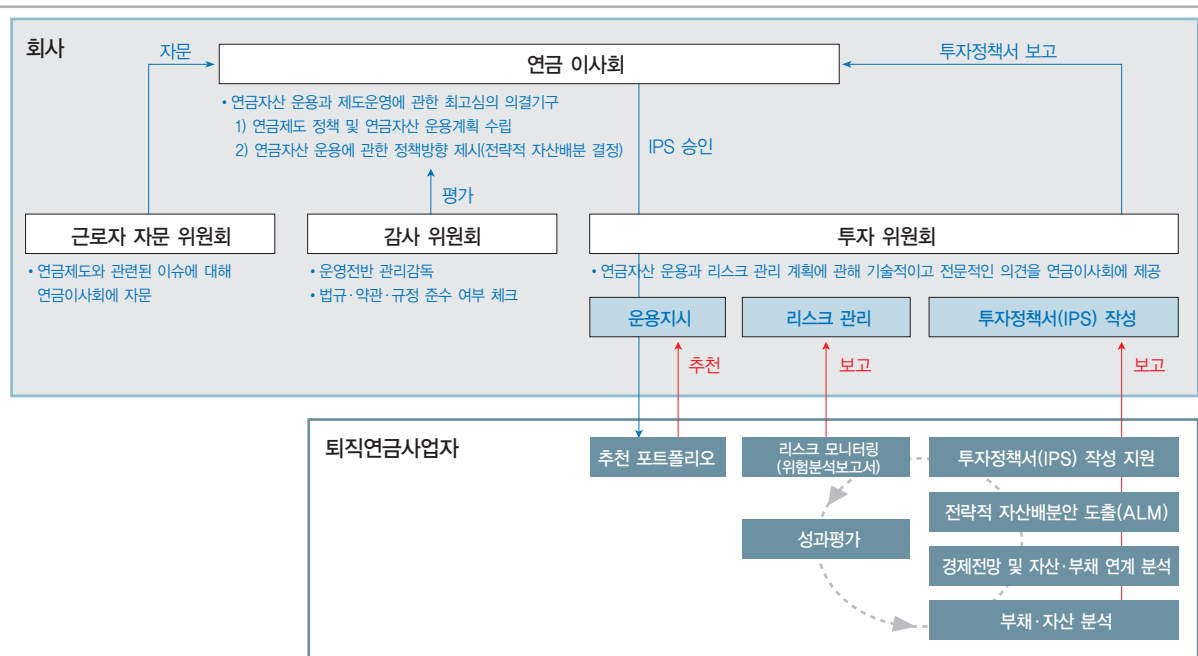 회사
자문
연금 이사회
투자정책서 보고
• 연금자산 운용과 제도운영에 관한 최고심의 의결기구
1) 연금제도 정책 및 연금자산 운용계획 수립
2) 연금자산 운용에 관한 정책방향 제시(전략적 자산배분 결정)
IPS 승인
평가
근로자 자문 위원회
감사 위원회
투자 위원회
• 연금제도와 관련된 이슈에 대해
연금이사회에 자문
• 운영전반 관리감독
• 법규·약관·규정 준수 여부 체크
• 연금자산 운용과 리스크 관리 계획에 관해 기술적이고 전문적인 의견을 연금이사회에 제공
운용지시
리스크 관리
투자정책서(IPS) 작성
추천
보고
보고
퇴직연금사업자
추천 포트폴리오
리스크 모니터링
(위험분석보고서)
투자정책서(IPS) 작성 지원
전략적 자산배분안 도출(ALM)
성과평가
경제전망 및 자산·부채 연계 분석
부채·자산 분석